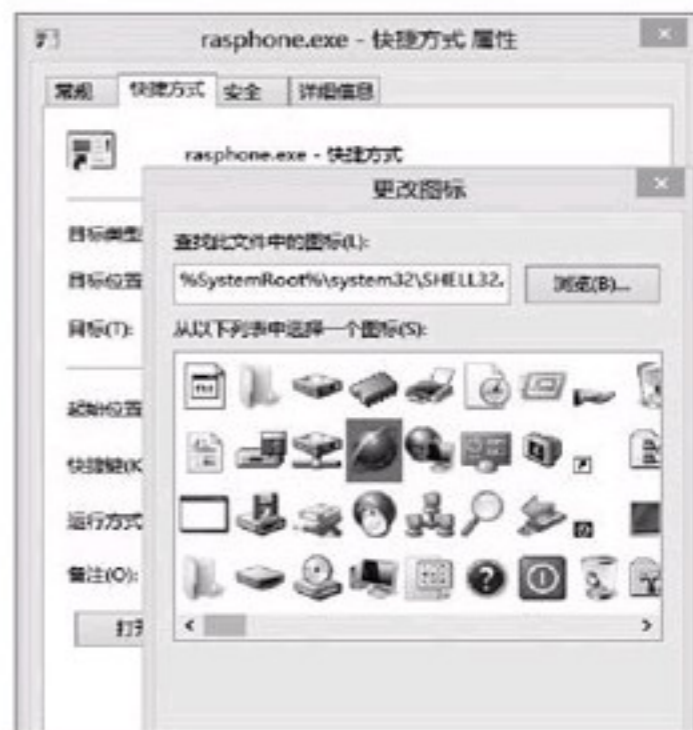 rasphone.exe - 快捷方式 属性
常规 快捷方式 安全 详细信息
rasphone.exe - 快捷方式
更改图标
目标类型
查找此文件中的图标(L):
目标位置
%SystemRoot%\system32\SHELL32.
浏览(B)...
目标(T):
从以下列表中选择一个图标(S):
起始位置
快捷键(K
运行方式
备注(O):
打开